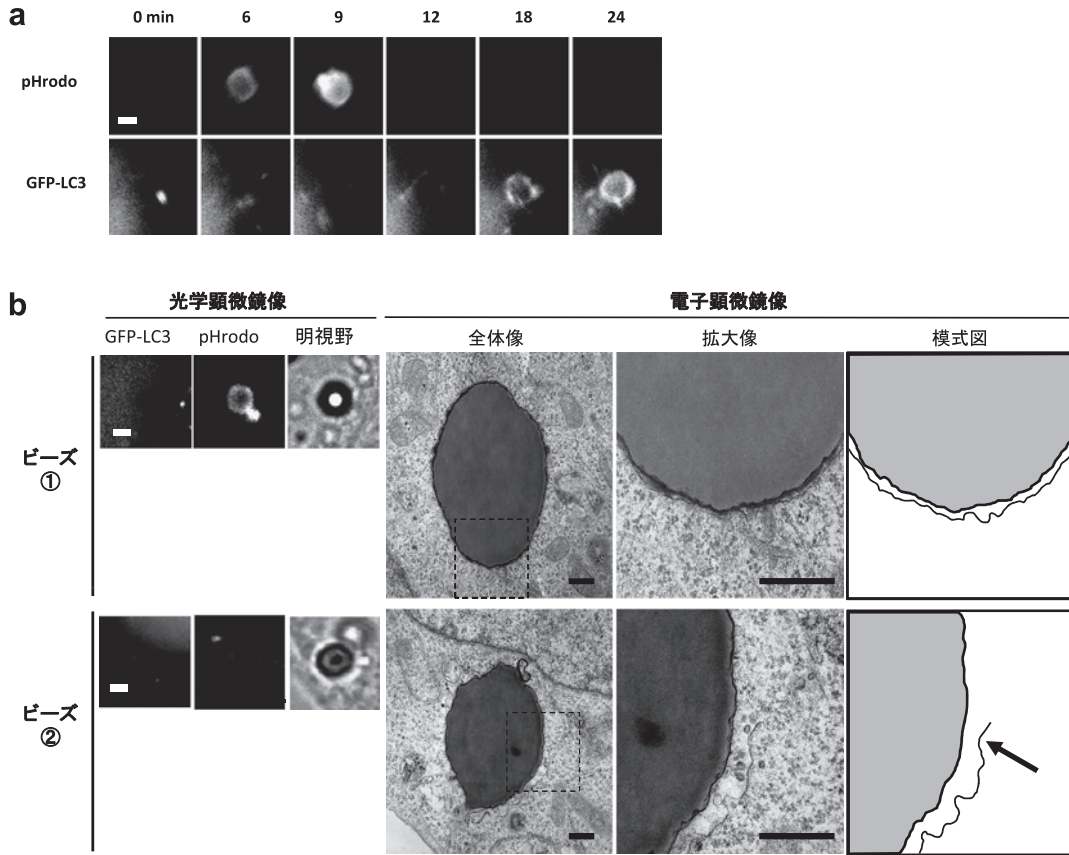 a
0 min 6 9 12 18 24
pHrodo
GFP-LC3
b
光学顕微鏡像 電子顕微鏡像
GFP-LC3 pHrodo 明視野 全体像 拡大像 模式図
ビーズ
①
ビーズ
②